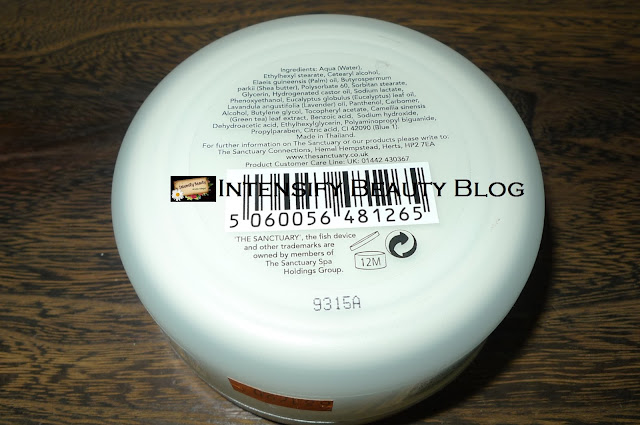 Ingredients: Aqua (Water),
Ethylhexyl stearate, Cetearyl alcohol,
Elaeis guineensis (Palm) oil, Butyrospermum
parkii (Shea butter), Polysorbate 60, Sorbitan stearate,
Glycerin, Hydrogenated castor oil, Sodium lactate,
Phenoxyethanol, Eucalyptus globulus (Eucalyptus) leaf oil,
Lavandula angustifolia (Lavender) oil, Panthenol, Carbomer,
Alcohol, Butylene glycol, Tocopheryl acetate, Camellia sinensis
(Green tea) leaf extract, Benzoic acid, Sodium hydroxide,
Dehydroacetic acid, Ethylhexylglycerin, Polyaminopropyl biguamide,
Propylparaben, Citric acid, CI 42090 (Blue 1).
Made in Thailand.
For further information on The Sanctuary or our products please write to:
The Sanctuary Connections, Hemel Hempstead, Herts, HP2 7EA
www.thesanctuary.co.uk
Product Customer Care Line: UK: 01442 430367
Intensify Beauty Blog
5 060056 481265
'THE SANCTUARY', the fish device
and other trademarks are
owned by members of
The Sanctuary Spa
Holdings Group.
12M
9315A